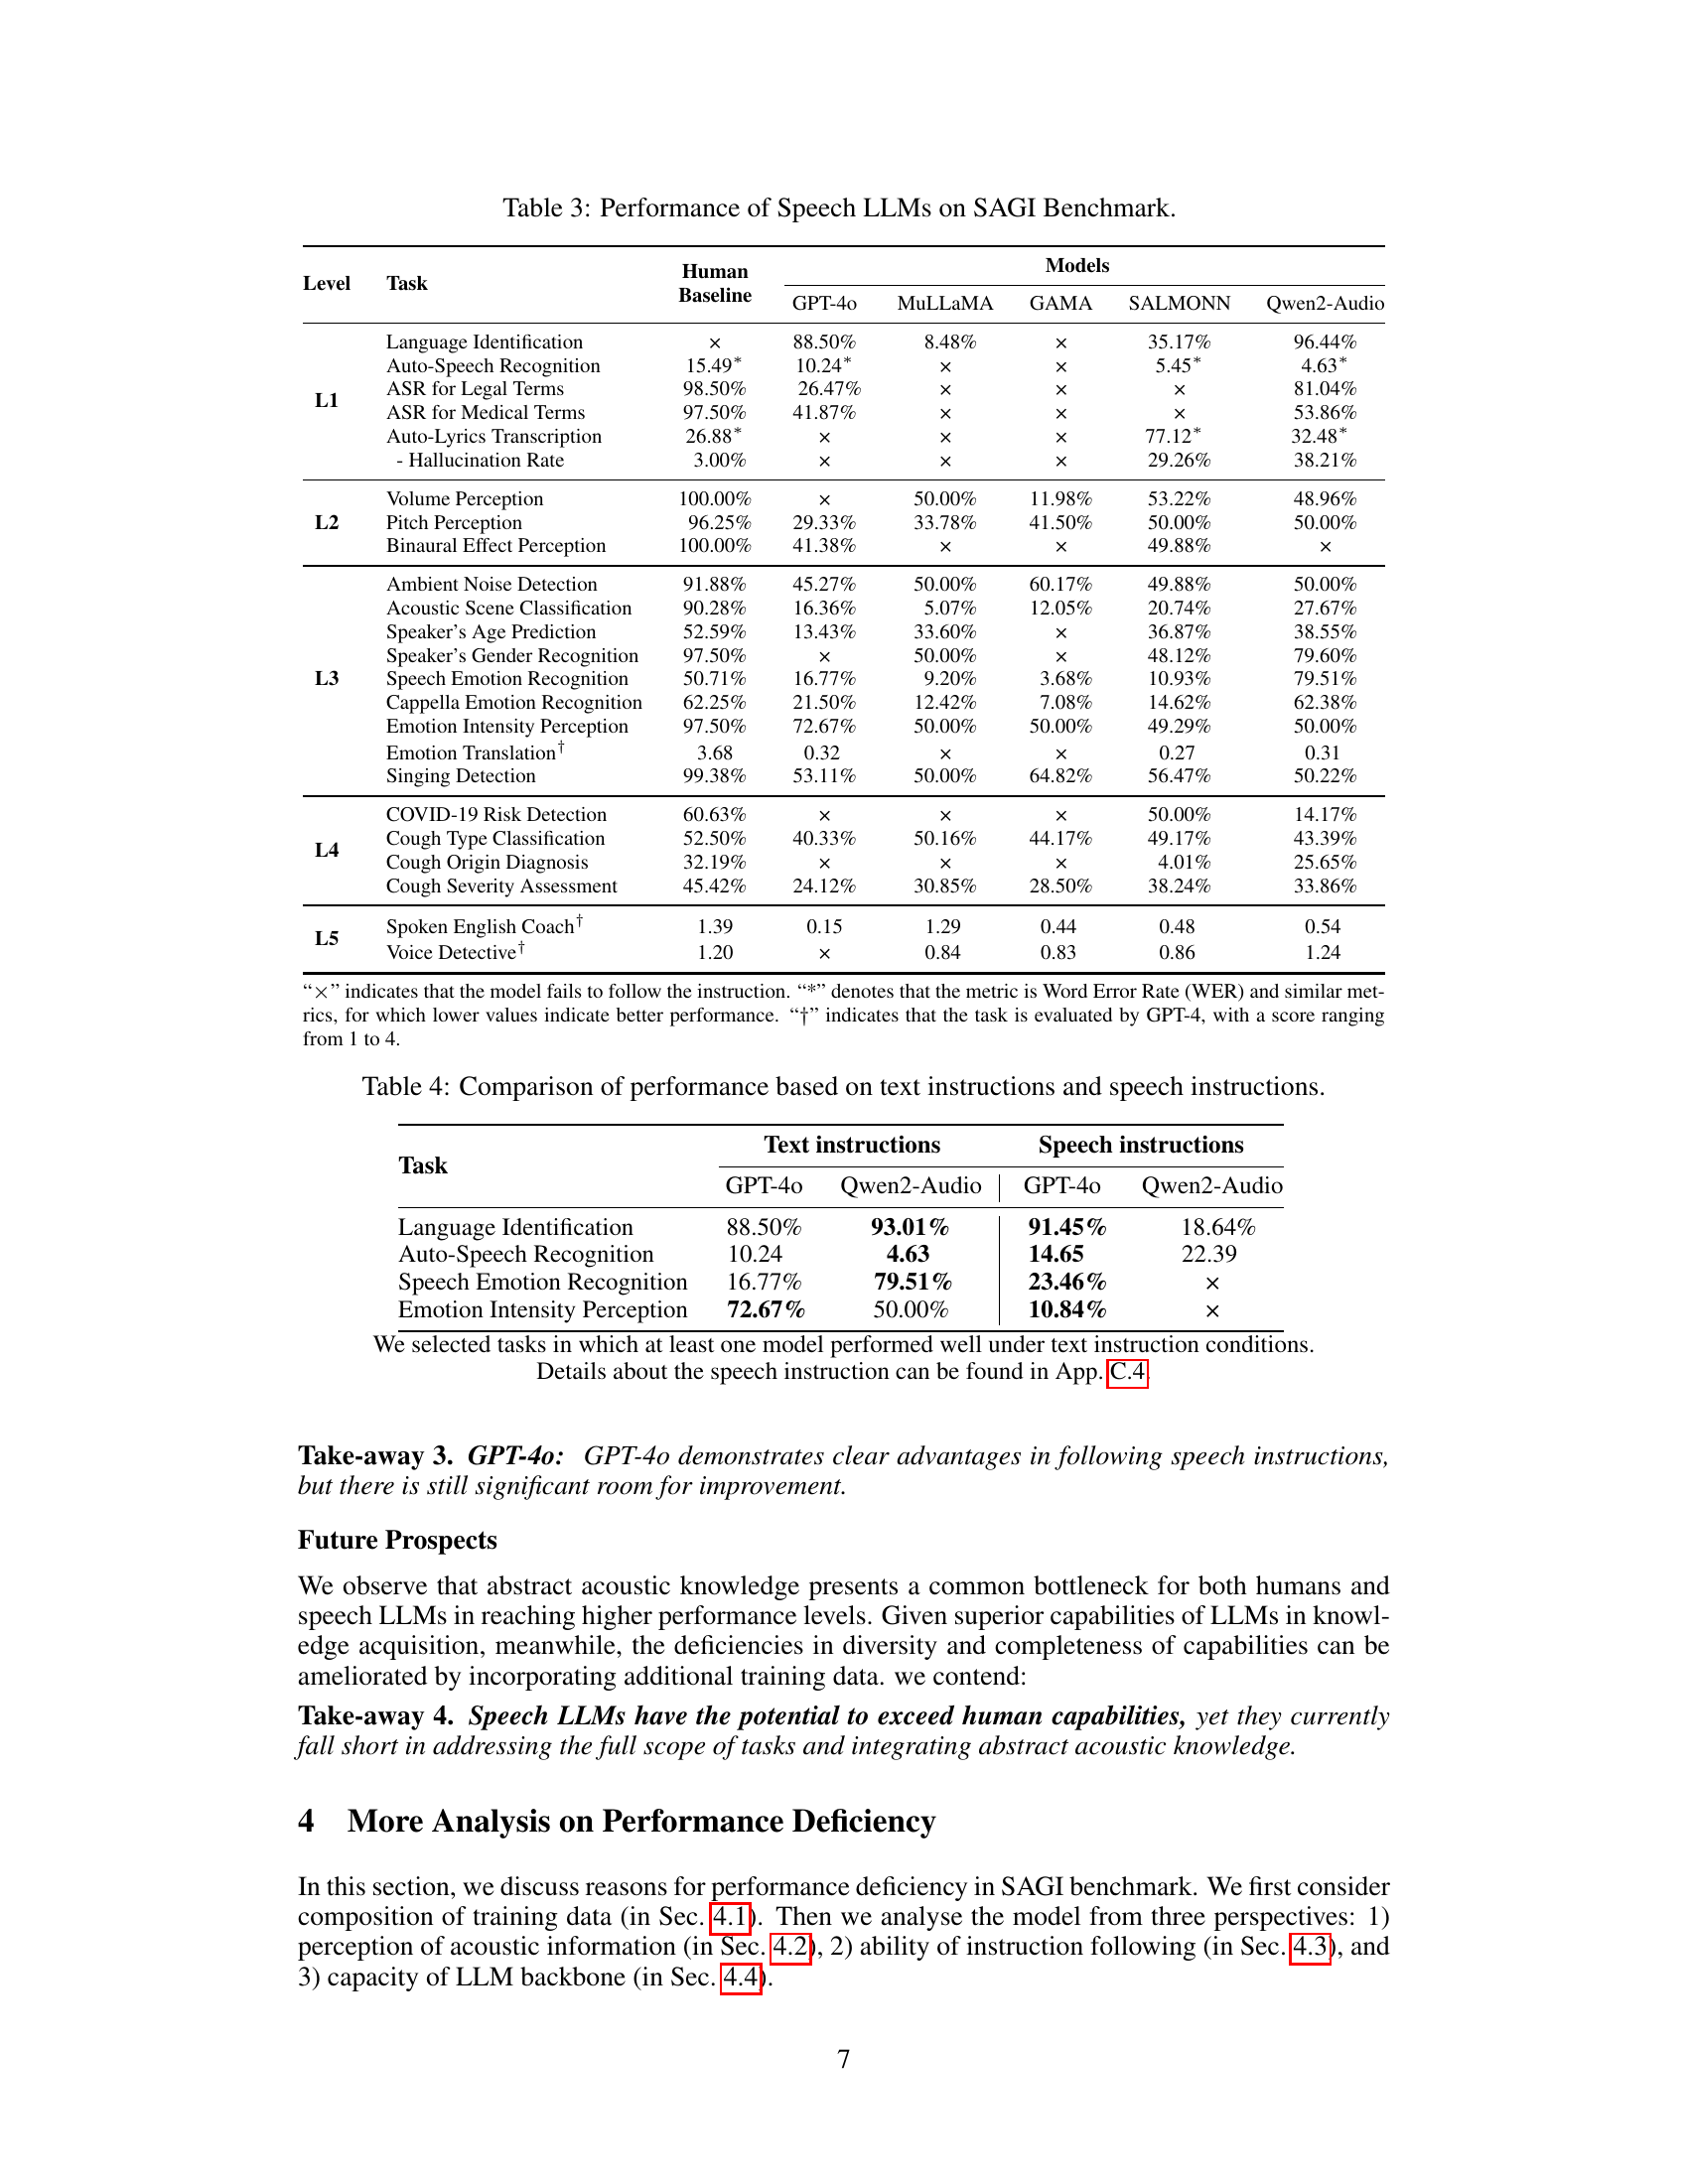 Table 3: Performance of Speech LLMs on SAGI Benchmark.
Level Task Human Baseline Models
GPT-4o MuLLaMA GAMA SALMONN Qwen2-Audio
L1
Language Identification × 88.50% 8.48% × 35.17% 96.44%
Auto-Speech Recognition 15.49* 10.24* × × 5.45* 4.63*
ASR for Legal Terms 98.50% 26.47% × × × 81.04%
ASR for Medical Terms 97.50% 41.87% × × × 53.86%
Auto-Lyrics Transcription 26.88* × × × 77.12* 32.48*
- Hallucination Rate 3.00% × × × 29.26% 38.21%
L2
Volume Perception 100.00% × 50.00% 11.98% 53.22% 48.96%
Pitch Perception 96.25% 29.33% 33.78% 41.50% 50.00% 50.00%
Binaural Effect Perception 100.00% 41.38% × × 49.88% ×
L3
Ambient Noise Detection 91.88% 45.27% 50.00% 60.17% 49.88% 50.00%
Acoustic Scene Classification 90.28% 16.36% 5.07% 12.05% 20.74% 27.67%
Speaker's Age Prediction 52.59% 13.43% 33.60% × 36.87% 38.55%
Speaker's Gender Recognition 97.50% × 50.00% × 48.12% 79.60%
Speech Emotion Recognition 50.71% 16.77% 9.20% 3.68% 10.93% 79.51%
Cappella Emotion Recognition 62.25% 21.50% 12.42% 7.08% 14.62% 62.38%
Emotion Intensity Perception 97.50% 72.67% 50.00% 50.00% 49.29% 50.00%
Emotion Translation† 3.68 0.32 × × 0.27 0.31
Singing Detection 99.38% 53.11% 50.00% 64.82% 56.47% 50.22%
L4
COVID-19 Risk Detection 60.63% × × × 50.00% 14.17%
Cough Type Classification 52.50% 40.33% 50.16% 44.17% 49.17% 43.39%
Cough Origin Diagnosis 32.19% × × × 4.01% 25.65%
Cough Severity Assessment 45.42% 24.12% 30.85% 28.50% 38.24% 33.86%
L5
Spoken English Coach† 1.39 0.15 1.29 0.44 0.48 0.54
Voice Detective† 1.20 × 0.84 0.83 0.86 1.24
“×” indicates that the model fails to follow the instruction. “*” denotes that the metric is Word Error Rate (WER) and similar met-
rics, for which lower values indicate better performance. “†” indicates that the task is evaluated by GPT-4, with a score ranging
from 1 to 4.
Table 4: Comparison of performance based on text instructions and speech instructions.
Task Text instructions Speech instructions
GPT-4o Qwen2-Audio GPT-4o Qwen2-Audio
Language Identification 88.50% 93.01% 91.45% 18.64%
Auto-Speech Recognition 10.24 4.63 14.65 22.39
Speech Emotion Recognition 16.77% 79.51% 23.46% ×
Emotion Intensity Perception 72.67% 50.00% 10.84% ×
We selected tasks in which at least one model performed well under text instruction conditions.
Details about the speech instruction can be found in App. C.4.
Take-away 3. GPT-4o: GPT-4o demonstrates clear advantages in following speech instructions,
but there is still significant room for improvement.
Future Prospects
We observe that abstract acoustic knowledge presents a common bottleneck for both humans and
speech LLMs in reaching higher performance levels. Given superior capabilities of LLMs in knowl-
edge acquisition, meanwhile, the deficiencies in diversity and completeness of capabilities can be
ameliorated by incorporating additional training data. we contend:
Take-away 4. Speech LLMs have the potential to exceed human capabilities, yet they currently
fall short in addressing the full scope of tasks and integrating abstract acoustic knowledge.
4 More Analysis on Performance Deficiency
In this section, we discuss reasons for performance deficiency in SAGI benchmark. We first consider
composition of training data (in Sec. 4.1). Then we analyse the model from three perspectives: 1)
perception of acoustic information (in Sec. 4.2), 2) ability of instruction following (in Sec. 4.3), and
3) capacity of LLM backbone (in Sec. 4.4).
7